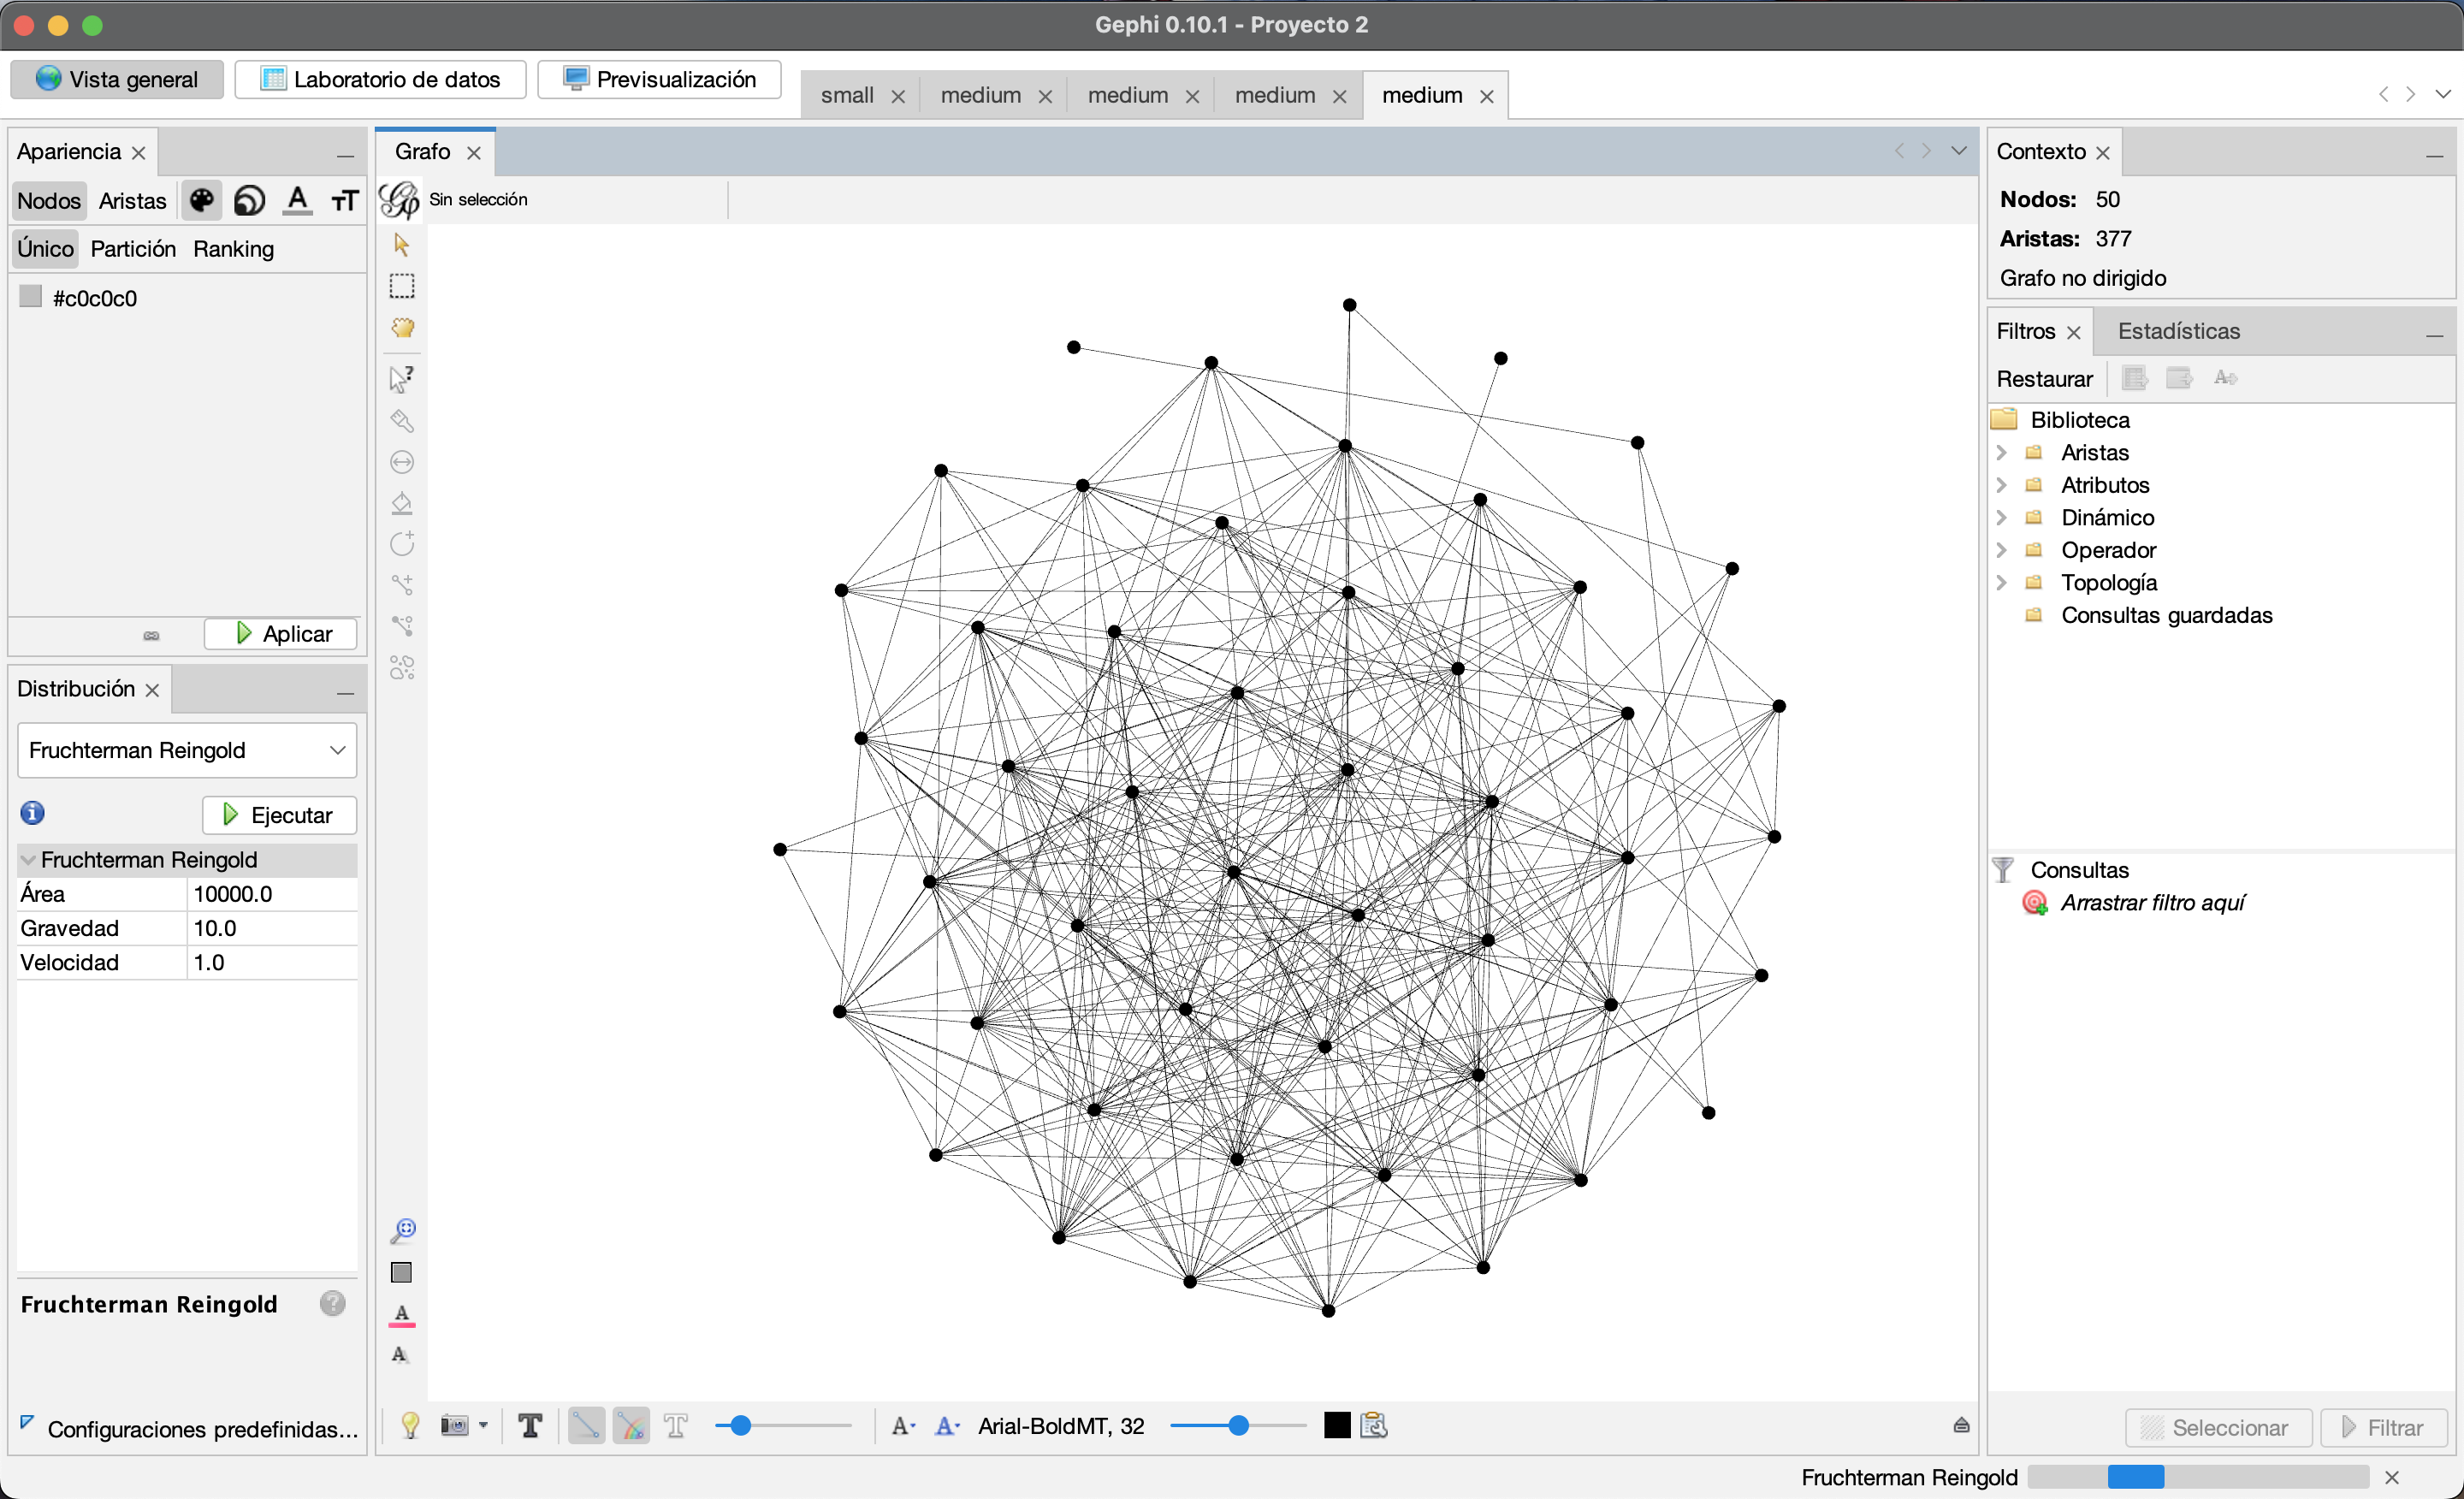 Gephi 0.10.1 - Proyecto 2
Vista general
Laboratorio de datos
Previsualización
small
medium
medium
medium
medium
Apariencia
Nodos
Aristas
A
TT
Único
Partición
Ranking
#c0c0c0
Aplicar
Distribución
Fruchterman Reingold
Ejecutar
Fruchterman Reingold
Área 10000.0
Gravedad 10.0
Velocidad 1.0
Fruchterman Reingold
?
Configuraciones predefinidas...
Grafo
Sin selección
A
A
T
T
A
A
Arial-BoldMT, 32
Contexto
Nodos: 50
Aristas: 377
Grafo no dirigido
Filtros
Estadísticas
Restaurar
Biblioteca
Aristas
Atributos
Dinámico
Operador
Topología
Consultas guardadas
Consultas
Arrastrar filtro aquí
Seleccionar
Filtrar
Fruchterman Reingold